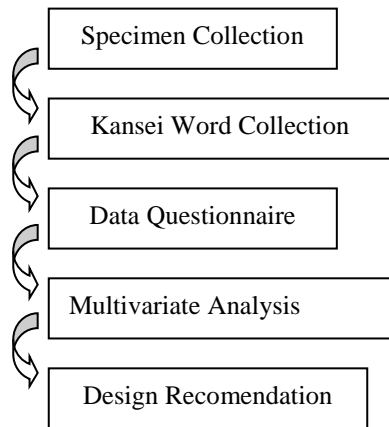 Specimen Collection
Kansei Word Collection
Data Questionnaire
Multivariate Analysis
Design Recomendation